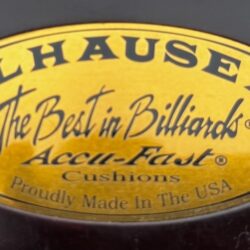 LHAUSE
The Best in Billiards®
Accu-Fast®
Cushions
Proudly Made In The USA